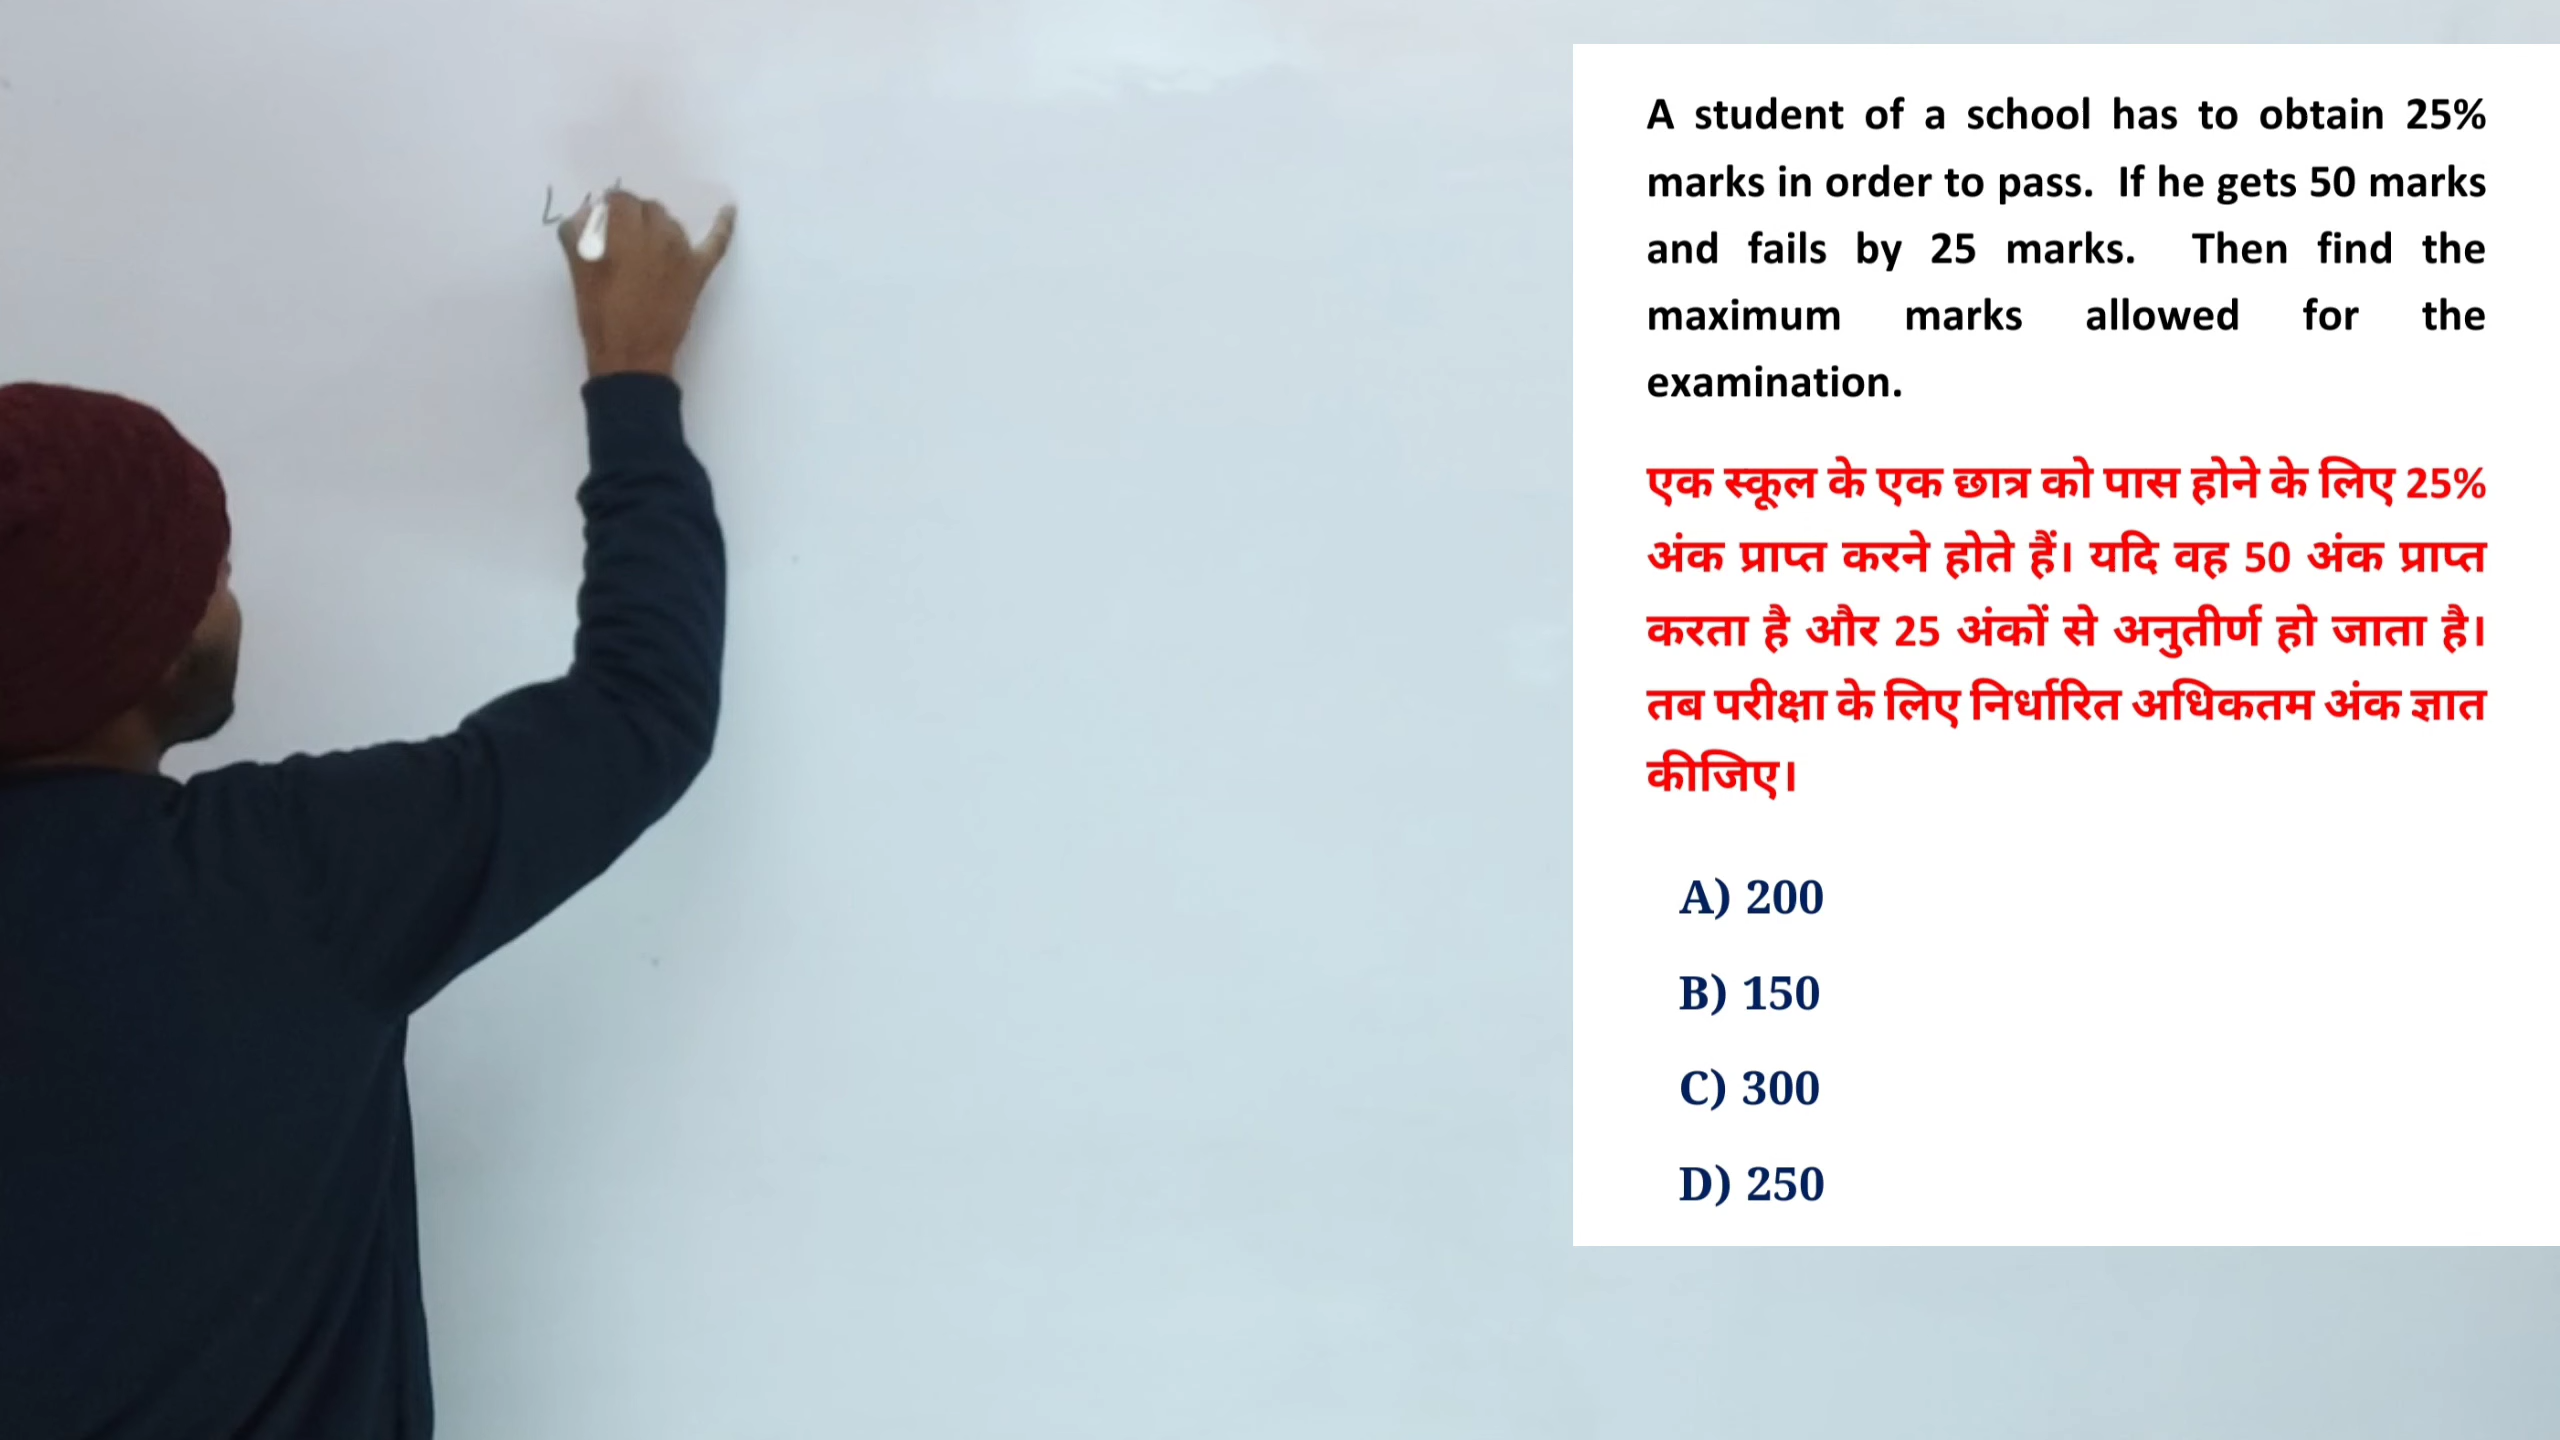 A student of a school has to obtain 25%
marks in order to pass. If he gets 50 marks
and fails by 25 marks. Then find the
maximum marks allowed for the
examination.
एक स्कूल के एक छात्र को पास होने के लिए 25%
अंक प्राप्त करने होते हैं। यदि वह 50 अंक प्राप्त
करता है और 25 अंकों से अनुतीर्ण हो जाता है।
तब परीक्षा के लिए निर्धारित अधिकतम अंक ज्ञात
कीजिए।
A) 200
B) 150
C) 300
D) 250